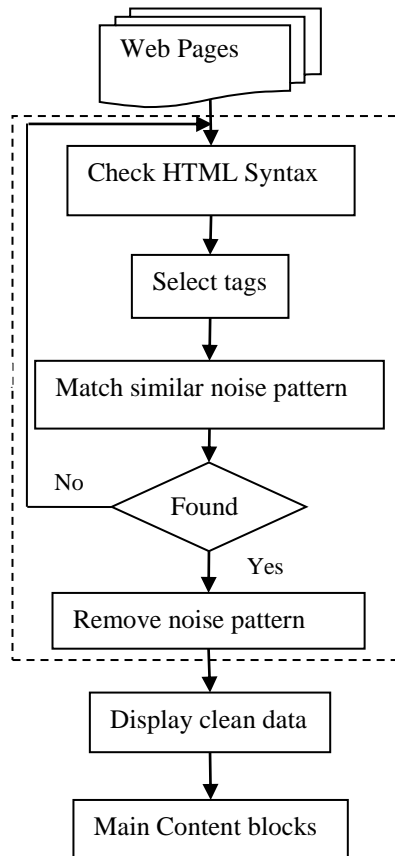 Web Pages
Check HTML Syntax
Select tags
Match similar noise pattern
No
Found
Yes
Remove noise pattern
Display clean data
Main Content blocks